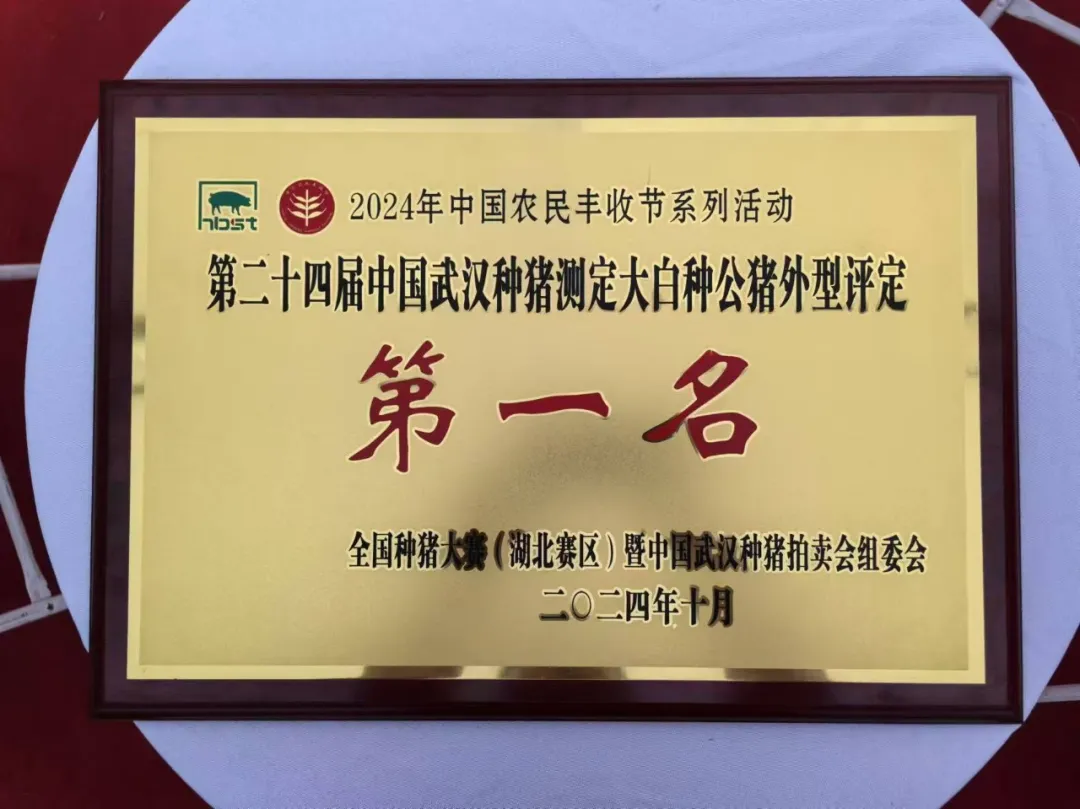 nbst
2024年中国农民丰收节系列活动
第二十四届中国武汉种猪测定大白种公猪外型评定
第一名
全国种猪大赛（湖北赛区）暨中国武汉种猪拍卖会组委会
二〇二四年十月